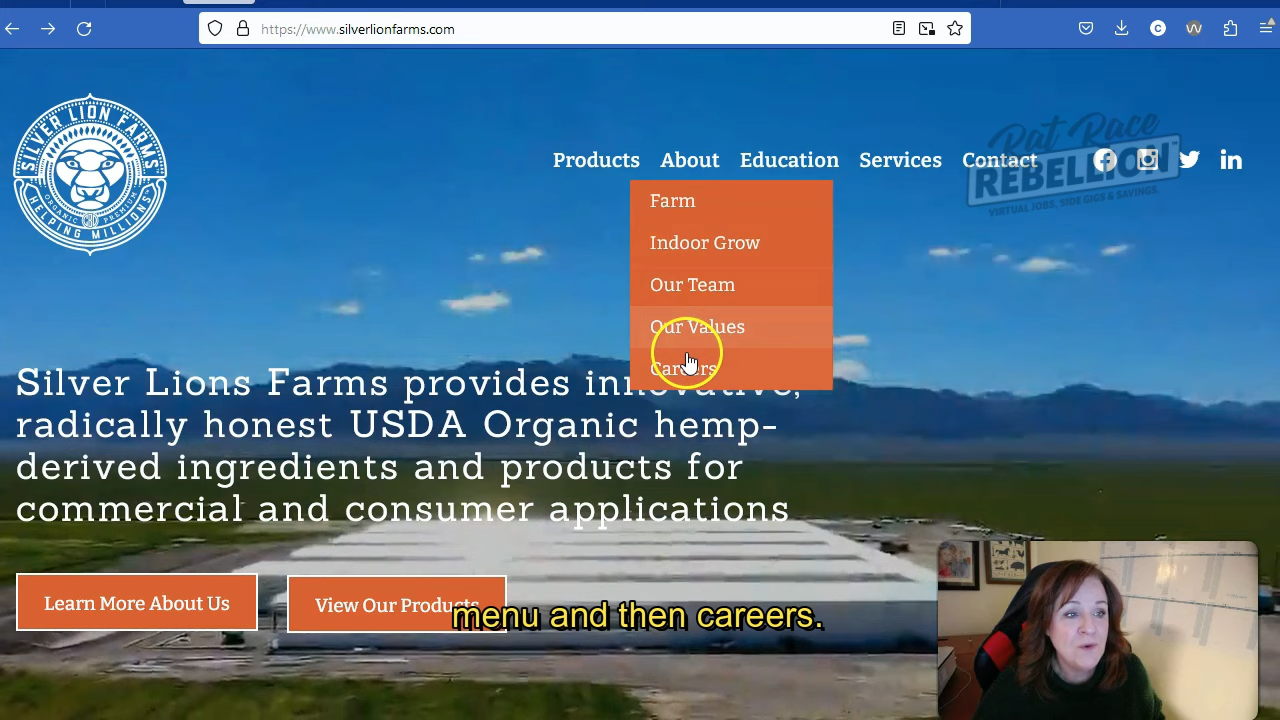 https://www.silverlionfarms.com
SILVER LION FARMS
ORGANIC PREMIUM
HELPING MILLIONS
Products About Education Services Contact
Rat Race
REBELLION
VIRTUAL JOBS, SIDE GIGS & SAVINGS.
Farm
Indoor Grow
Our Team
Our Values
Careers
Silver Lions Farms provides innovative,
radically honest USDA Organic hemp-
derived ingredients and products for
commercial and consumer applications
Learn More About Us
View Our Products
menu and then careers.